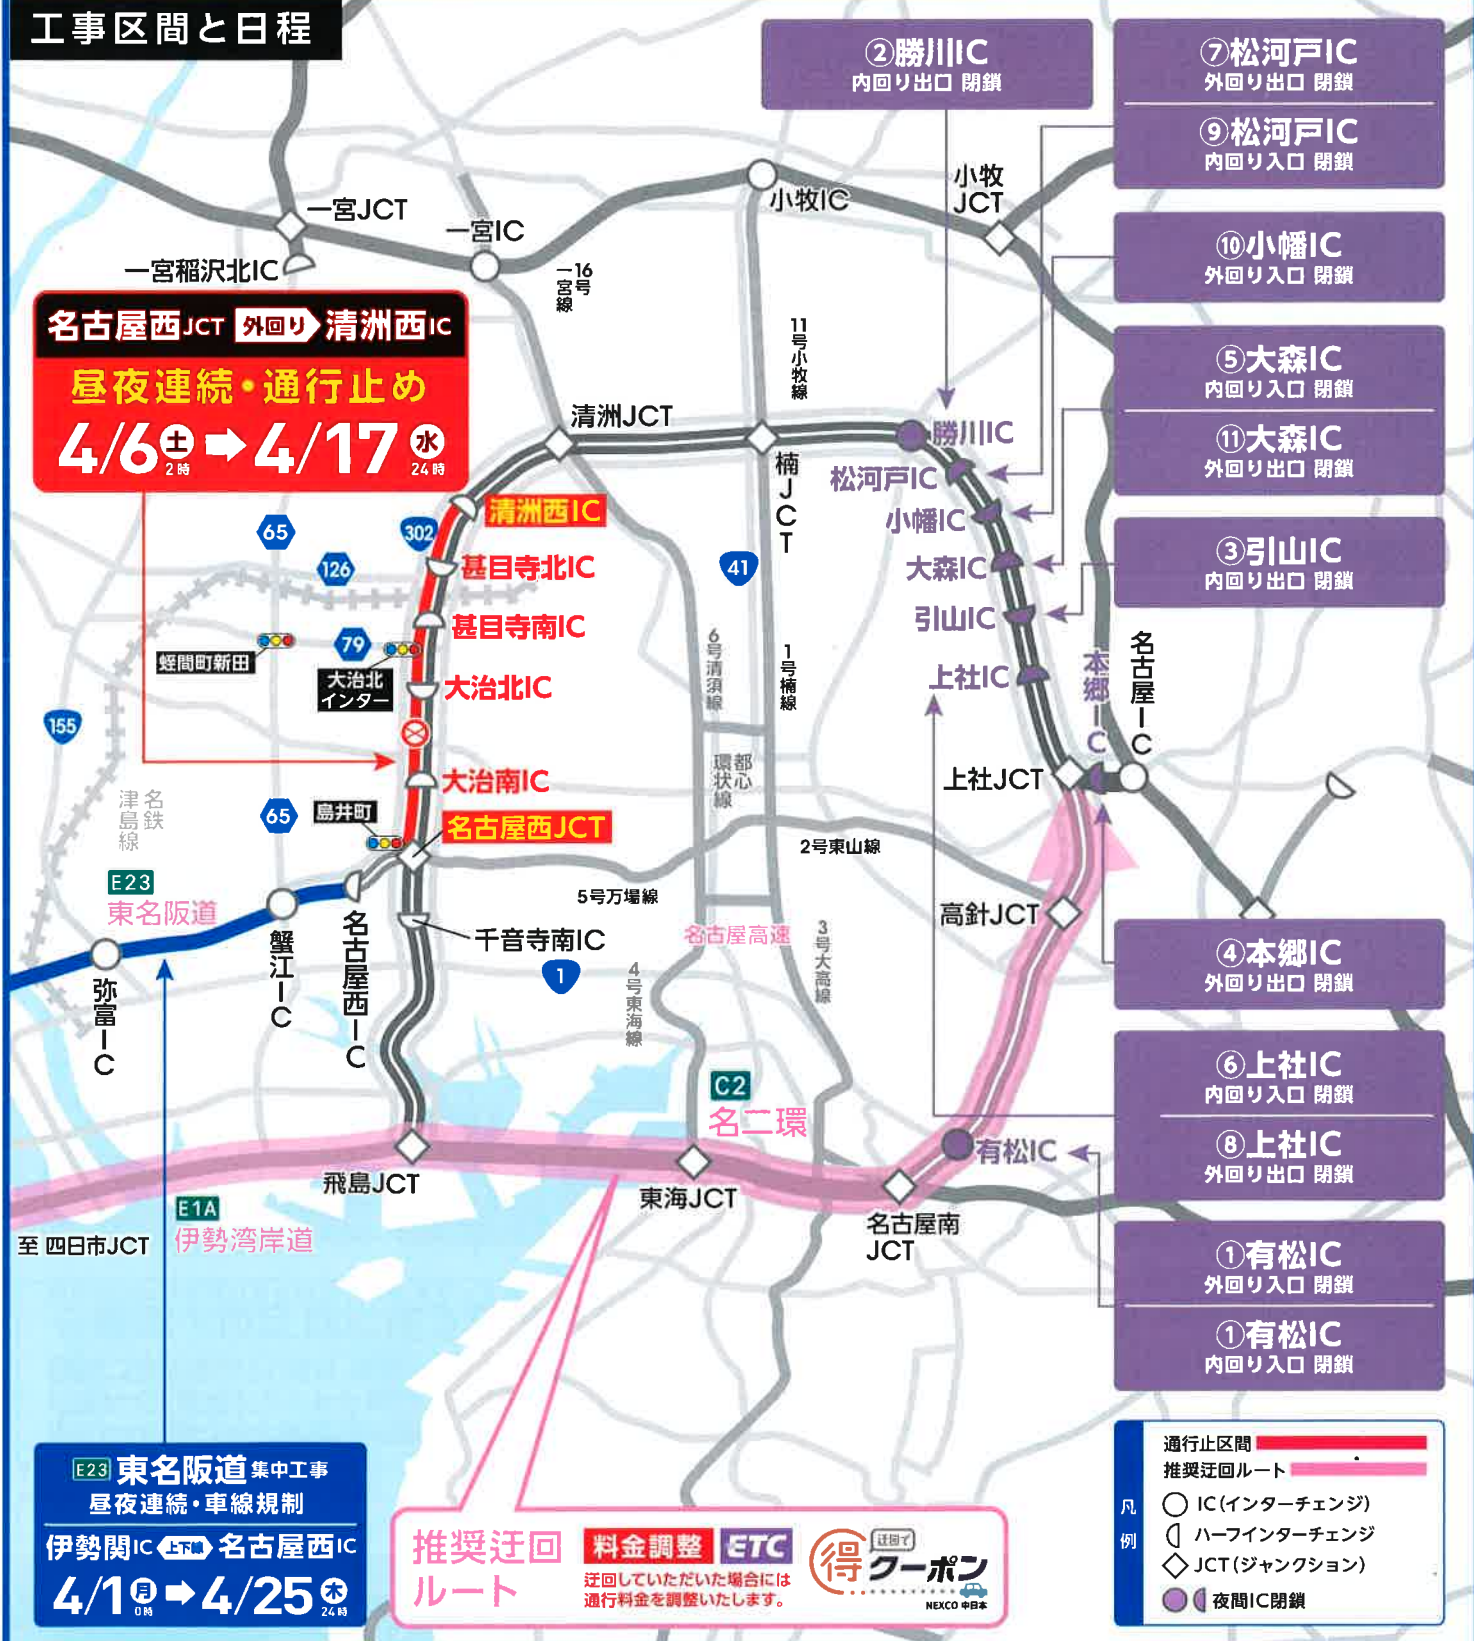 工事区間と日程
②勝川IC
内回り出口 閉鎖
⑦松河戸IC
外回り出口 閉鎖
⑨松河戸IC
内回り入口 閉鎖
⑩小幡IC
外回り入口 閉鎖
⑤大森IC
内回り入口 閉鎖
⑪大森IC
外回り出口 閉鎖
③引山IC
内回り出口 閉鎖
④本郷IC
外回り出口 閉鎖
⑥上社IC
内回り入口 閉鎖
⑧上社IC
外回り出口 閉鎖
①有松IC
外回り入口 閉鎖
①有松IC
内回り入口 閉鎖
一宮JCT
一宮IC
一宮稲沢北IC
小牧IC
小牧
JCT
16号
一宮線
11号小牧線
名古屋西JCT 外回り 清洲西IC
昼夜連続・通行止め
4/6土2時➡4/17水24時
清洲JCT
楠JCT
勝川IC
松河戸IC
小幡IC
大森IC
引山IC
上社IC
本郷IC
名古屋IC
上社JCT
高針JCT
清洲西IC
甚目寺北IC
甚目寺南IC
大治北IC
大治南IC
名古屋西JCT
65
302
126
79
41
155
65
1
蛭間町新田
大治北
インター
島井町
名鉄
津島線
6号清須線
1号楠線
都心
環状線
2号東山線
5号万場線
名古屋高速
3号大高線
4号東海線
千音寺南IC
E23
東名阪道
弥富IC
蟹江IC
名古屋西IC
C2
名二環
有松IC
飛島JCT
東海JCT
名古屋南
JCT
E1A
伊勢湾岸道
至 四日市JCT
E23 東名阪道 集中工事
昼夜連続・車線規制
伊勢関IC 上下線 名古屋西IC
4/1月0時➡4/25木24時
推奨迂回
ルート
料金調整 ETC
迂回していただいた場合には
通行料金を調整いたします。
得
迂回で
クーポン
NEXCO 中日本
凡例
通行止区間
推奨迂回ルート
IC(インターチェンジ)
ハーフインターチェンジ
JCT(ジャンクション)
夜間IC閉鎖